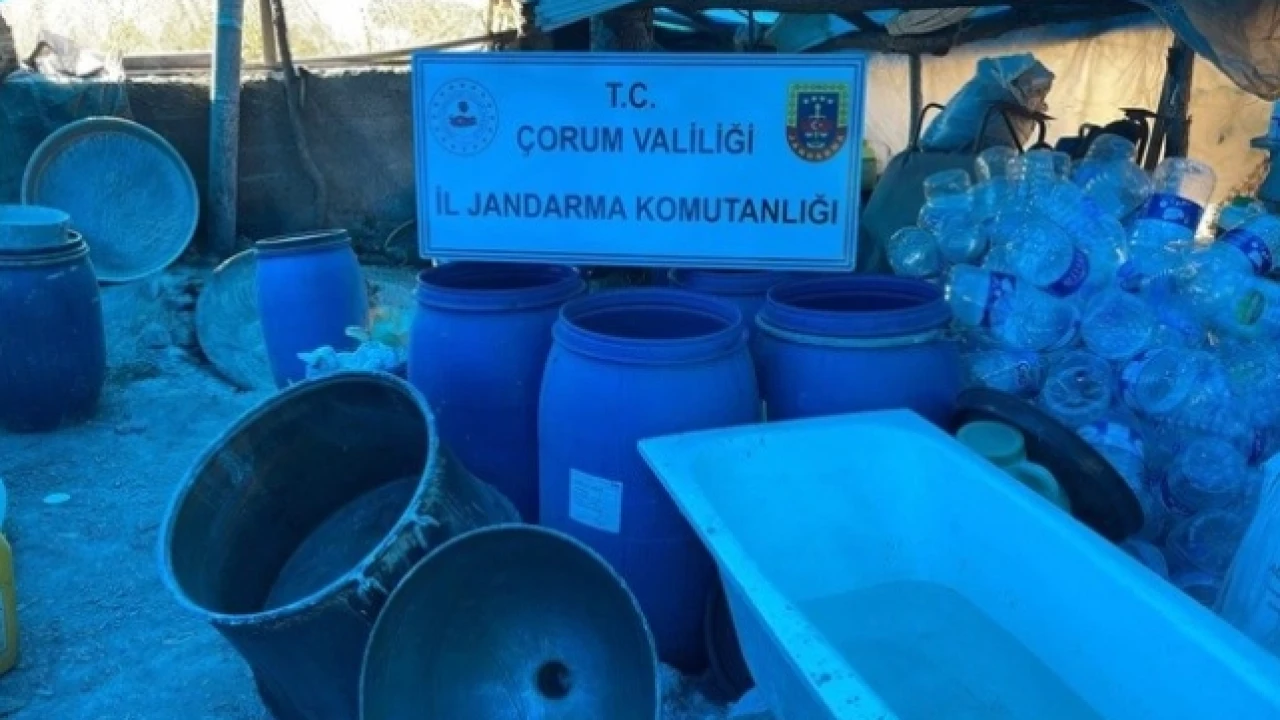 T.C.
ÇORUM VALİLİĞİ
İL JANDARMA KOMUTANLIĞI